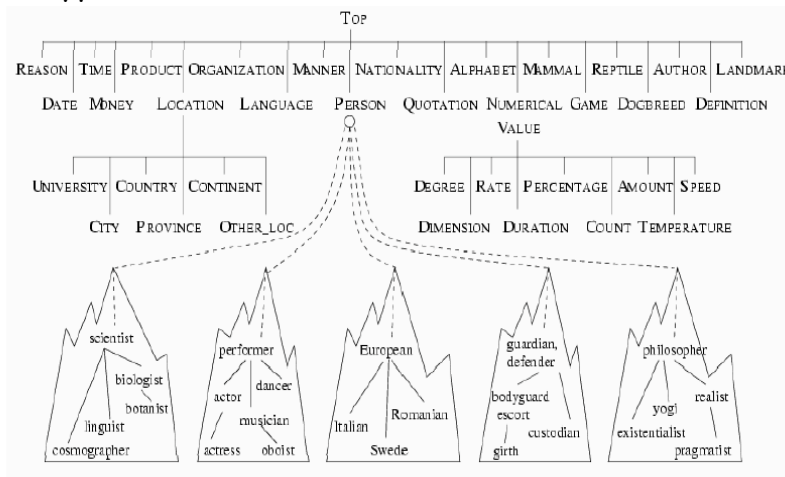 TOP
REASON TIME PRODUCT ORGANIZATION MANNER NATIONALITY ALPHABET MAMMAL REPTILE AUTHOR LANDMARK
DATE MONEY LOCATION LANGUAGE PERSON QUOTATION NUMERICAL GAME DOGBREED DEFINITION
VALUE
UNIVERSITY COUNTRY CONTINENT DEGREE RATE PERCENTAGE AMOUNT SPEED
CITY PROVINCE OTHER_LOC DIMENSION DURATION COUNT TEMPERATURE
scientist
biologist
botanist
linguist
cosmographer
performer
actor dancer
musician
actress oboist
European
Italian Romanian
Swede
guardian,
defender
bodyguard
escort
custodian
girth
philosopher
realist
yogi
existentialist
pragmatist